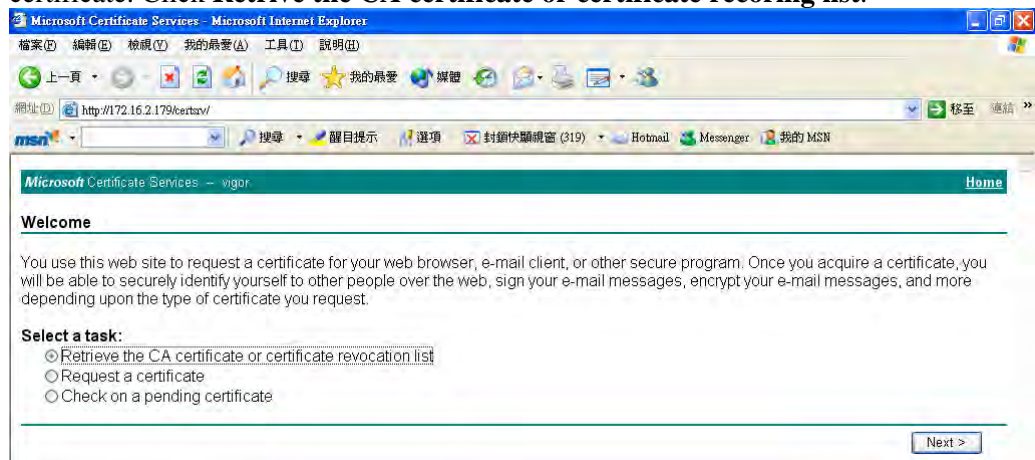 certificate. Click Retrive the CA certificate or certificate recoring list.
Microsoft Certificate Services - Microsoft Internet Explorer
檔案(F) 編輯(E) 檢視(V) 我的最愛(A) 工具(T) 說明(H)
上一頁 搜尋 我的最愛 媒體
網址(D) http://172.16.2.179/certsrv/ 移至 連結 »
msn 搜尋 醒目提示 選項 封鎖快顯視窗 (319) Hotmail Messenger 我的 MSN
Microsoft Certificate Services -- vigor Home
Welcome
You use this web site to request a certificate for your web browser, e-mail client, or other secure program. Once you acquire a certificate, you
will be able to securely identify yourself to other people over the web, sign your e-mail messages, encrypt your e-mail messages, and more
depending upon the type of certificate you request.
Select a task:
Retrieve the CA certificate or certificate revocation list
Request a certificate
Check on a pending certificate
Next >